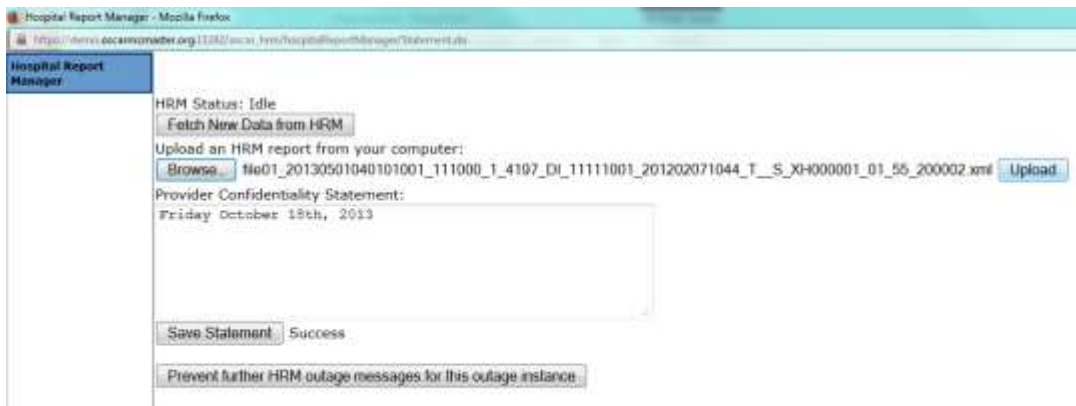 Hospital Report Manager - Mozilla Firefox
Hospital Report
Manager
HRM Status: Idle
Fetch New Data from HRM
Upload an HRM report from your computer:
Browse... file01_20130501040101001_111000_1_4197_DI_11111001_201202071044_T__S_XH000001_01_55_200002.xml Upload
Provider Confidentiality Statement:
Friday October 18th, 2013
Save Statement Success
Prevent further HRM outage messages for this outage instance